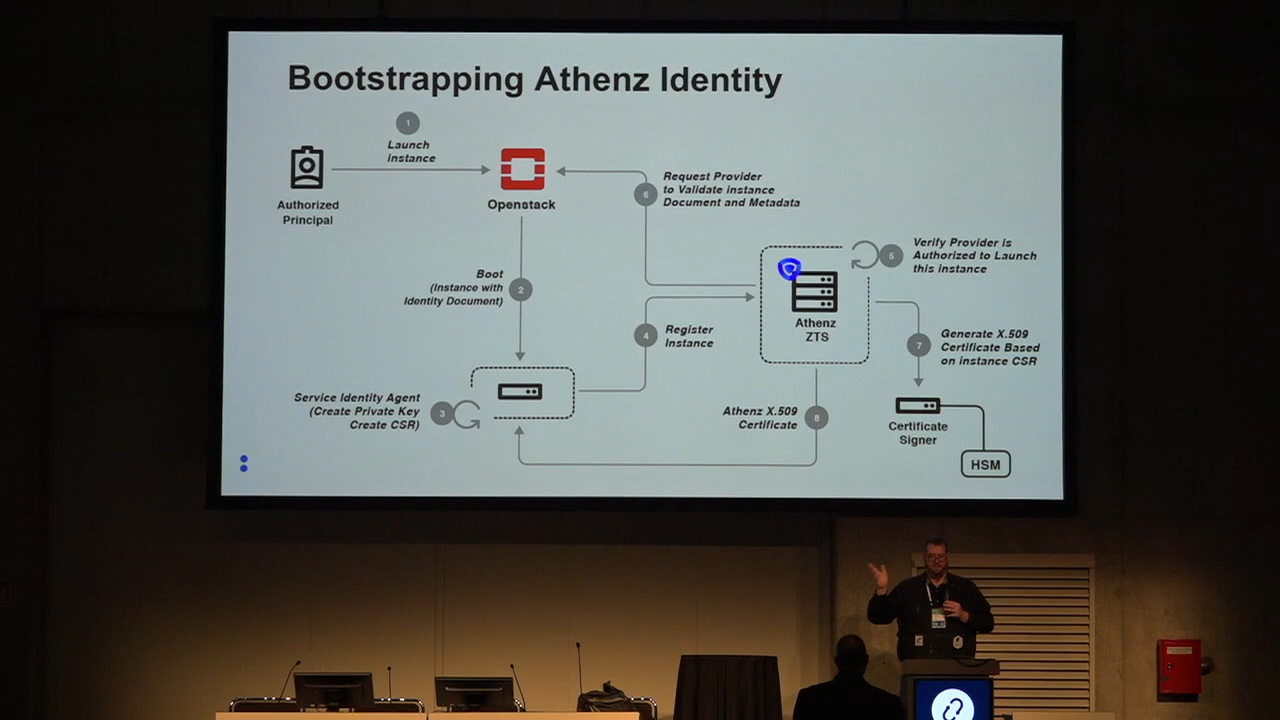 Bootstrapping Athenz Identity
1
Launch
instance
Authorized
Principal
Openstack
6
Request Provider
to Validate instance
Document and Metadata
Boot
(Instance with
Identity Document)
2
4
Register
Instance
Athenz
ZTS
5
Verify Provider is
Authorized to Launch
this instance
7
Generate X.509
Certificate Based
on instance CSR
Service Identity Agent
(Create Private Key
Create CSR)
3
Athenz X.509
Certificate
8
Certificate
Signer
HSM